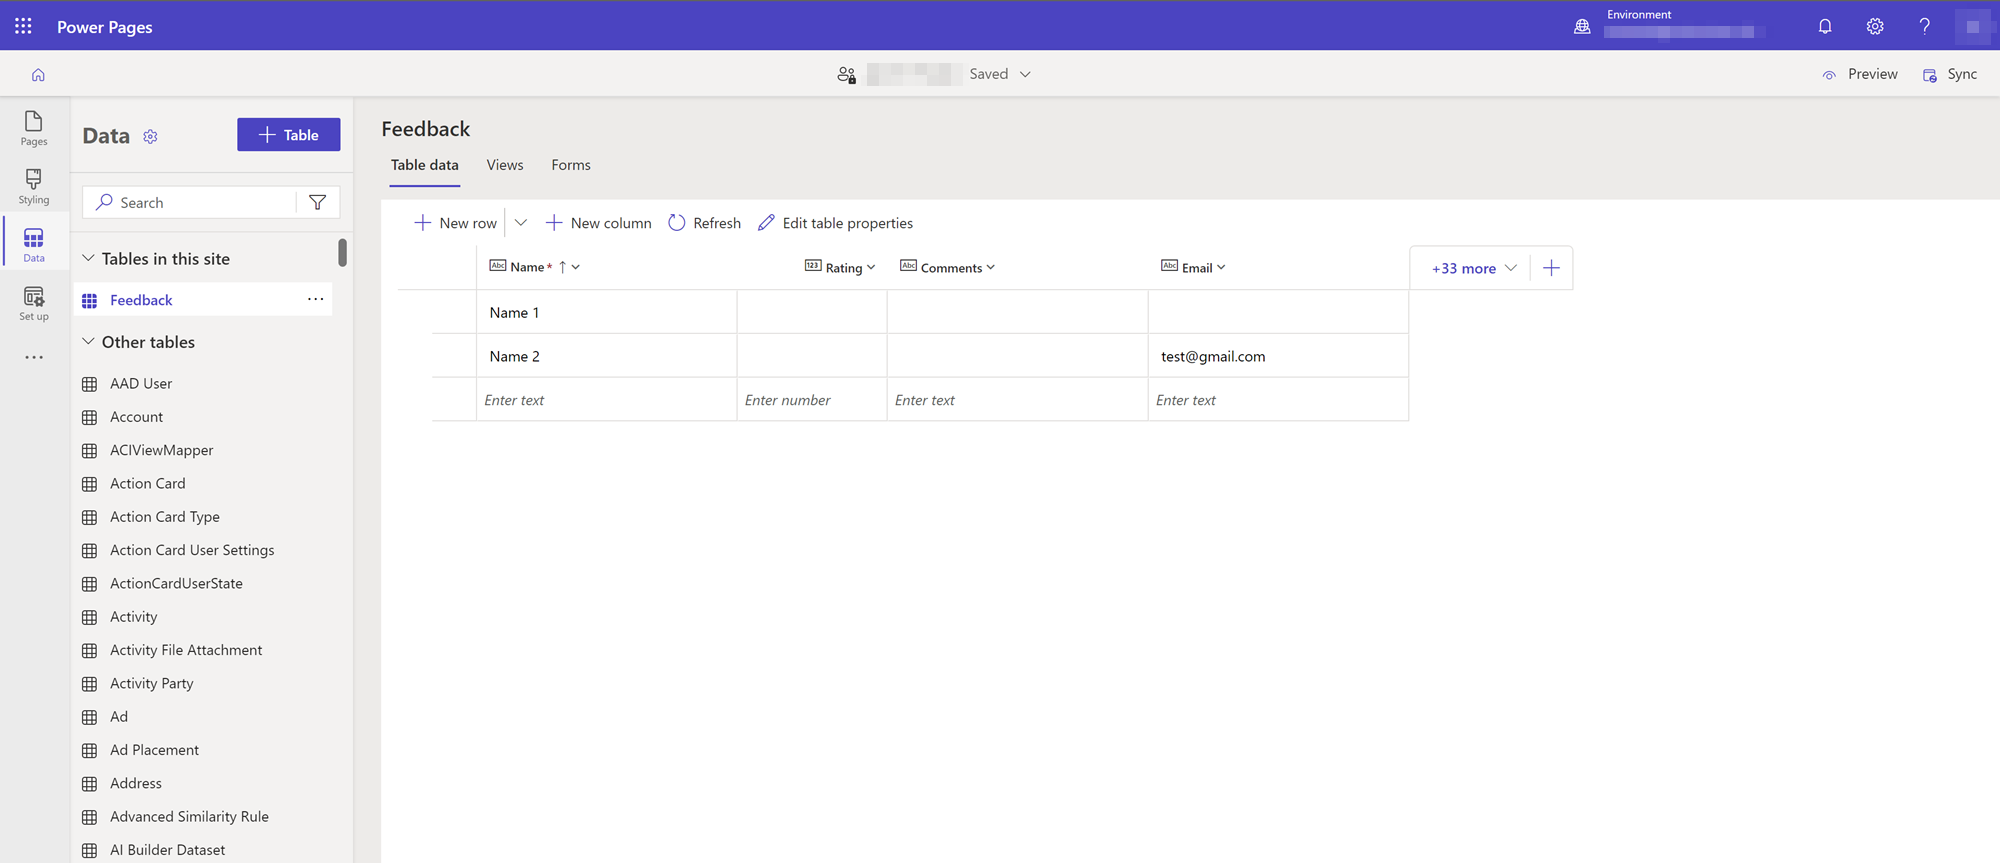 Power Pages
Environment
?
Saved
Preview
Sync
Pages
Styling
Data
Set up
Data
+ Table
Search
Tables in this site
Feedback
Other tables
AAD User
Account
ACIViewMapper
Action Card
Action Card Type
Action Card User Settings
ActionCardUserState
Activity
Activity File Attachment
Activity Party
Ad
Ad Placement
Address
Advanced Similarity Rule
AI Builder Dataset
Feedback
Table data Views Forms
+ New row + New column Refresh Edit table properties
Abc Name * ↑ 123 Rating Abc Comments Abc Email +33 more +
Name 1
Name 2 test@gmail.com
Enter text Enter number Enter text Enter text